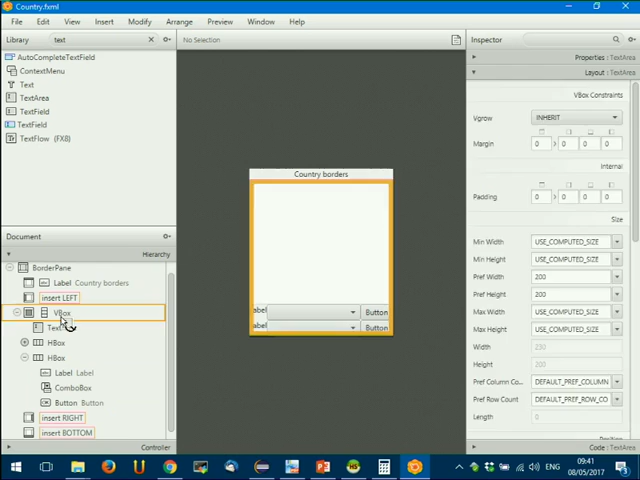 Country.fxml
File Edit View Insert Modify Arrange Preview Window Help
Library text
AutoCompleteTextField
ContextMenu
Text
TextArea
TextField
TextField
TextFlow (FX8)
Document
Hierarchy
BorderPane
Label Country borders
insert LEFT
VBox
HBox
HBox
Label Label
ComboBox
Button Button
insert RIGHT
insert BOTTOM
Controller
No Selection
Country borders
Button
Button
Inspector
Properties : TextArea
Layout : TextArea
VBox Constraints
Vgrow INHERIT
Margin 0 0 0 0
Internal
Padding 0 0 0 0
Size
Min Width USE_COMPUTED_SIZE
Min Height USE_COMPUTED_SIZE
Pref Width 200
Pref Height 200
Max Width USE_COMPUTED_SIZE
Max Height USE_COMPUTED_SIZE
Width 230
Height 200
Pref Column Co... DEFAULT_PREF_COLUMN
Pref Row Count DEFAULT_PREF_ROW_CO
Length 0
Position
Code : TextArea
09:41
08/05/2017